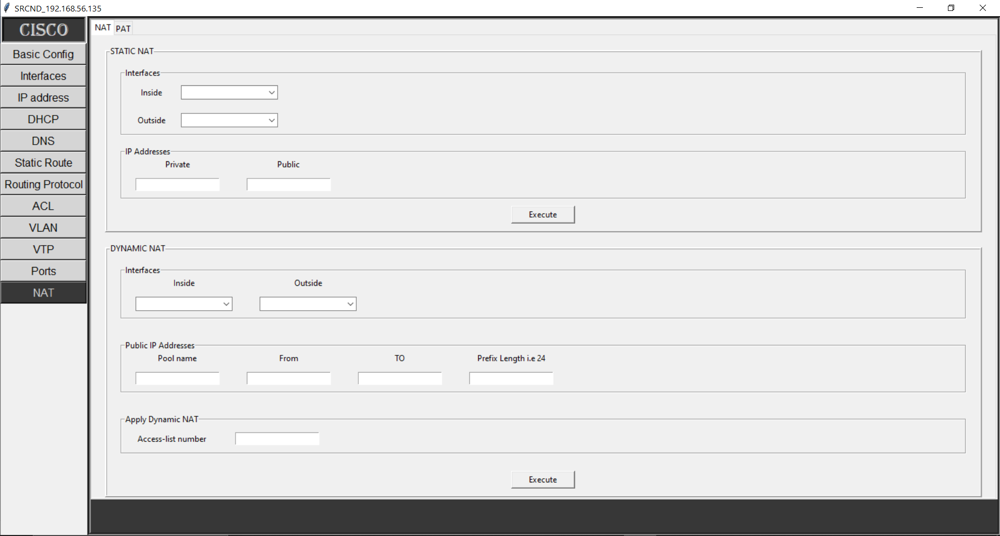 SRCND_192.168.56.135
CISCO
Basic Config
Interfaces
IP address
DHCP
DNS
Static Route
Routing Protocol
ACL
VLAN
VTP
Ports
NAT
NAT PAT
STATIC NAT
Interfaces
Inside
Outside
IP Addresses
Private Public
Execute
DYNAMIC NAT
Interfaces
Inside Outside
Public IP Addresses
Pool name From TO Prefix Length i.e 24
Apply Dynamic NAT
Access-list number
Execute